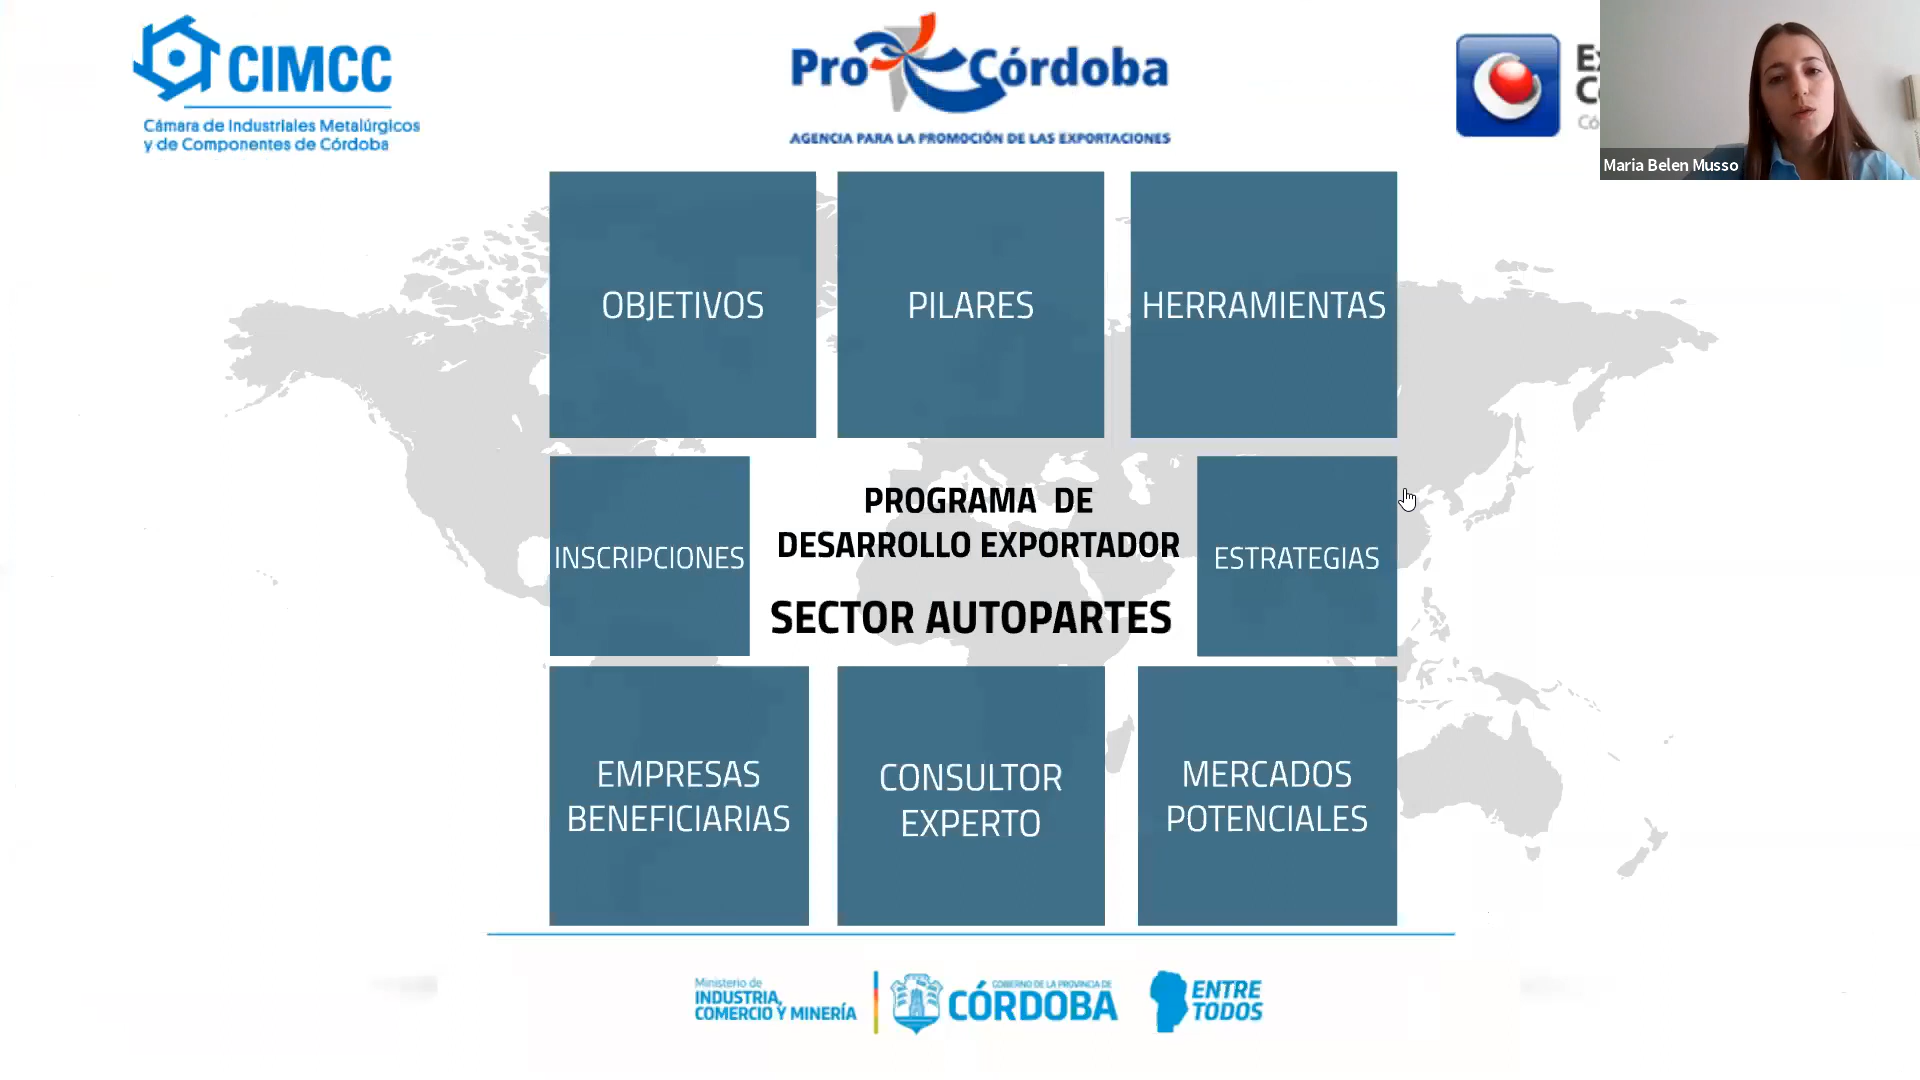 CIMCC
Cámara de Industriales Metalúrgicos
y de Componentes de Córdoba
Pro Córdoba
AGENCIA PARA LA PROMOCIÓN DE LAS EXPORTACIONES
Maria Belen Musso
OBJETIVOS
PILARES
HERRAMIENTAS
INSCRIPCIONES
PROGRAMA DE
DESARROLLO EXPORTADOR
SECTOR AUTOPARTES
ESTRATEGIAS
EMPRESAS
BENEFICIARIAS
CONSULTOR
EXPERTO
MERCADOS
POTENCIALES
Ministerio de
INDUSTRIA,
COMERCIO Y MINERÍA
GOBIERNO DE LA PROVINCIA DE
CÓRDOBA
ENTRE
TODOS